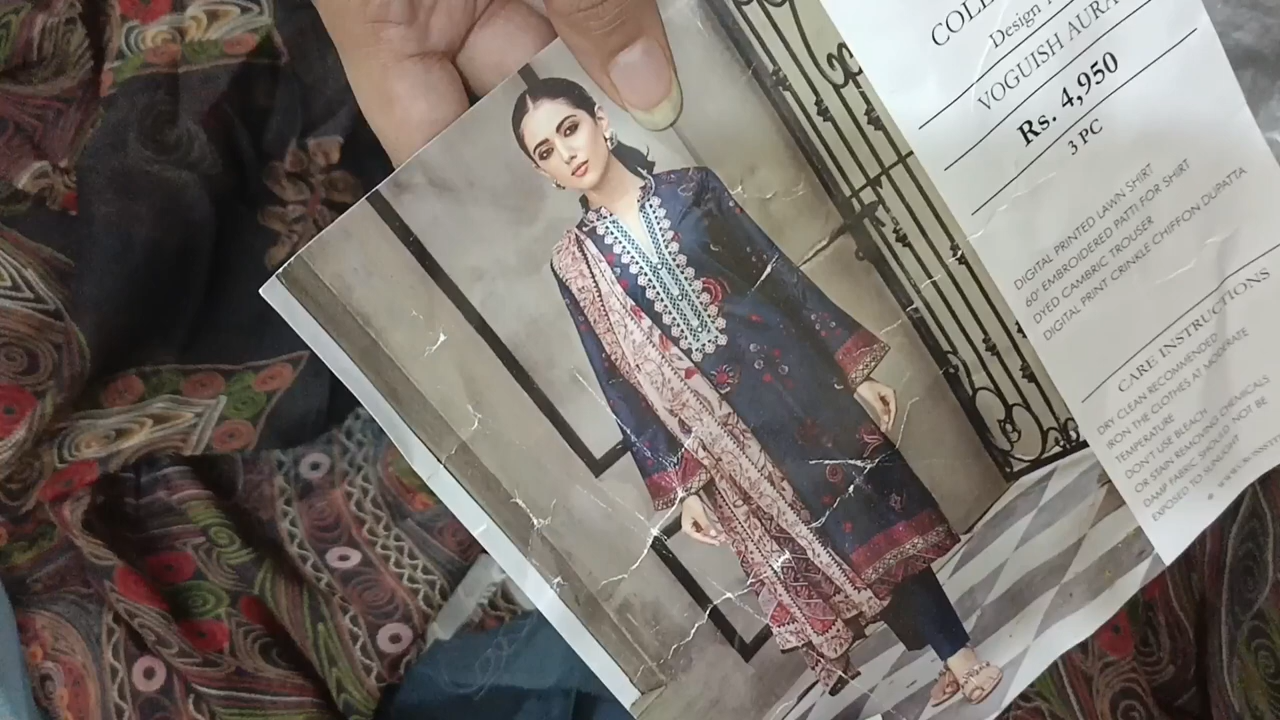 Design
VOGUISH AURA
Rs. 4,950
3 PC
DIGITAL PRINTED LAWN SHIRT
60" EMBROIDERED PATTI FOR SHIRT
DYED CAMBRIC TROUSER
DIGITAL PRINT CRINKLE CHIFFON DUPATTA
CARE INSTRUCTIONS
DRY CLEAN RECOMMENDED
IRON THE CLOTHES AT MODERATE
TEMPERATURE
DON'T USE BLEACH
OR STAIN REMOVING CHEMICALS
DAMP FABRIC SHOULD NOT BE
EXPOSED TO SUNLIGHT